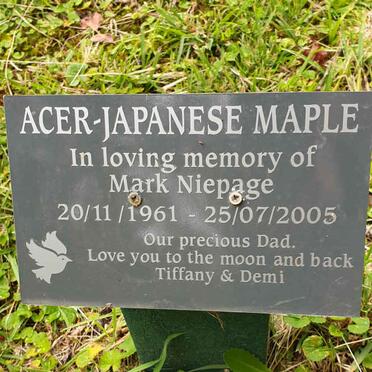 ACER-JAPANESE MAPLE
In loving memory of
Mark Niepage
20/11/1961 - 25/07/2005
Our precious Dad.
Love you to the moon and back
Tiffany & Demi